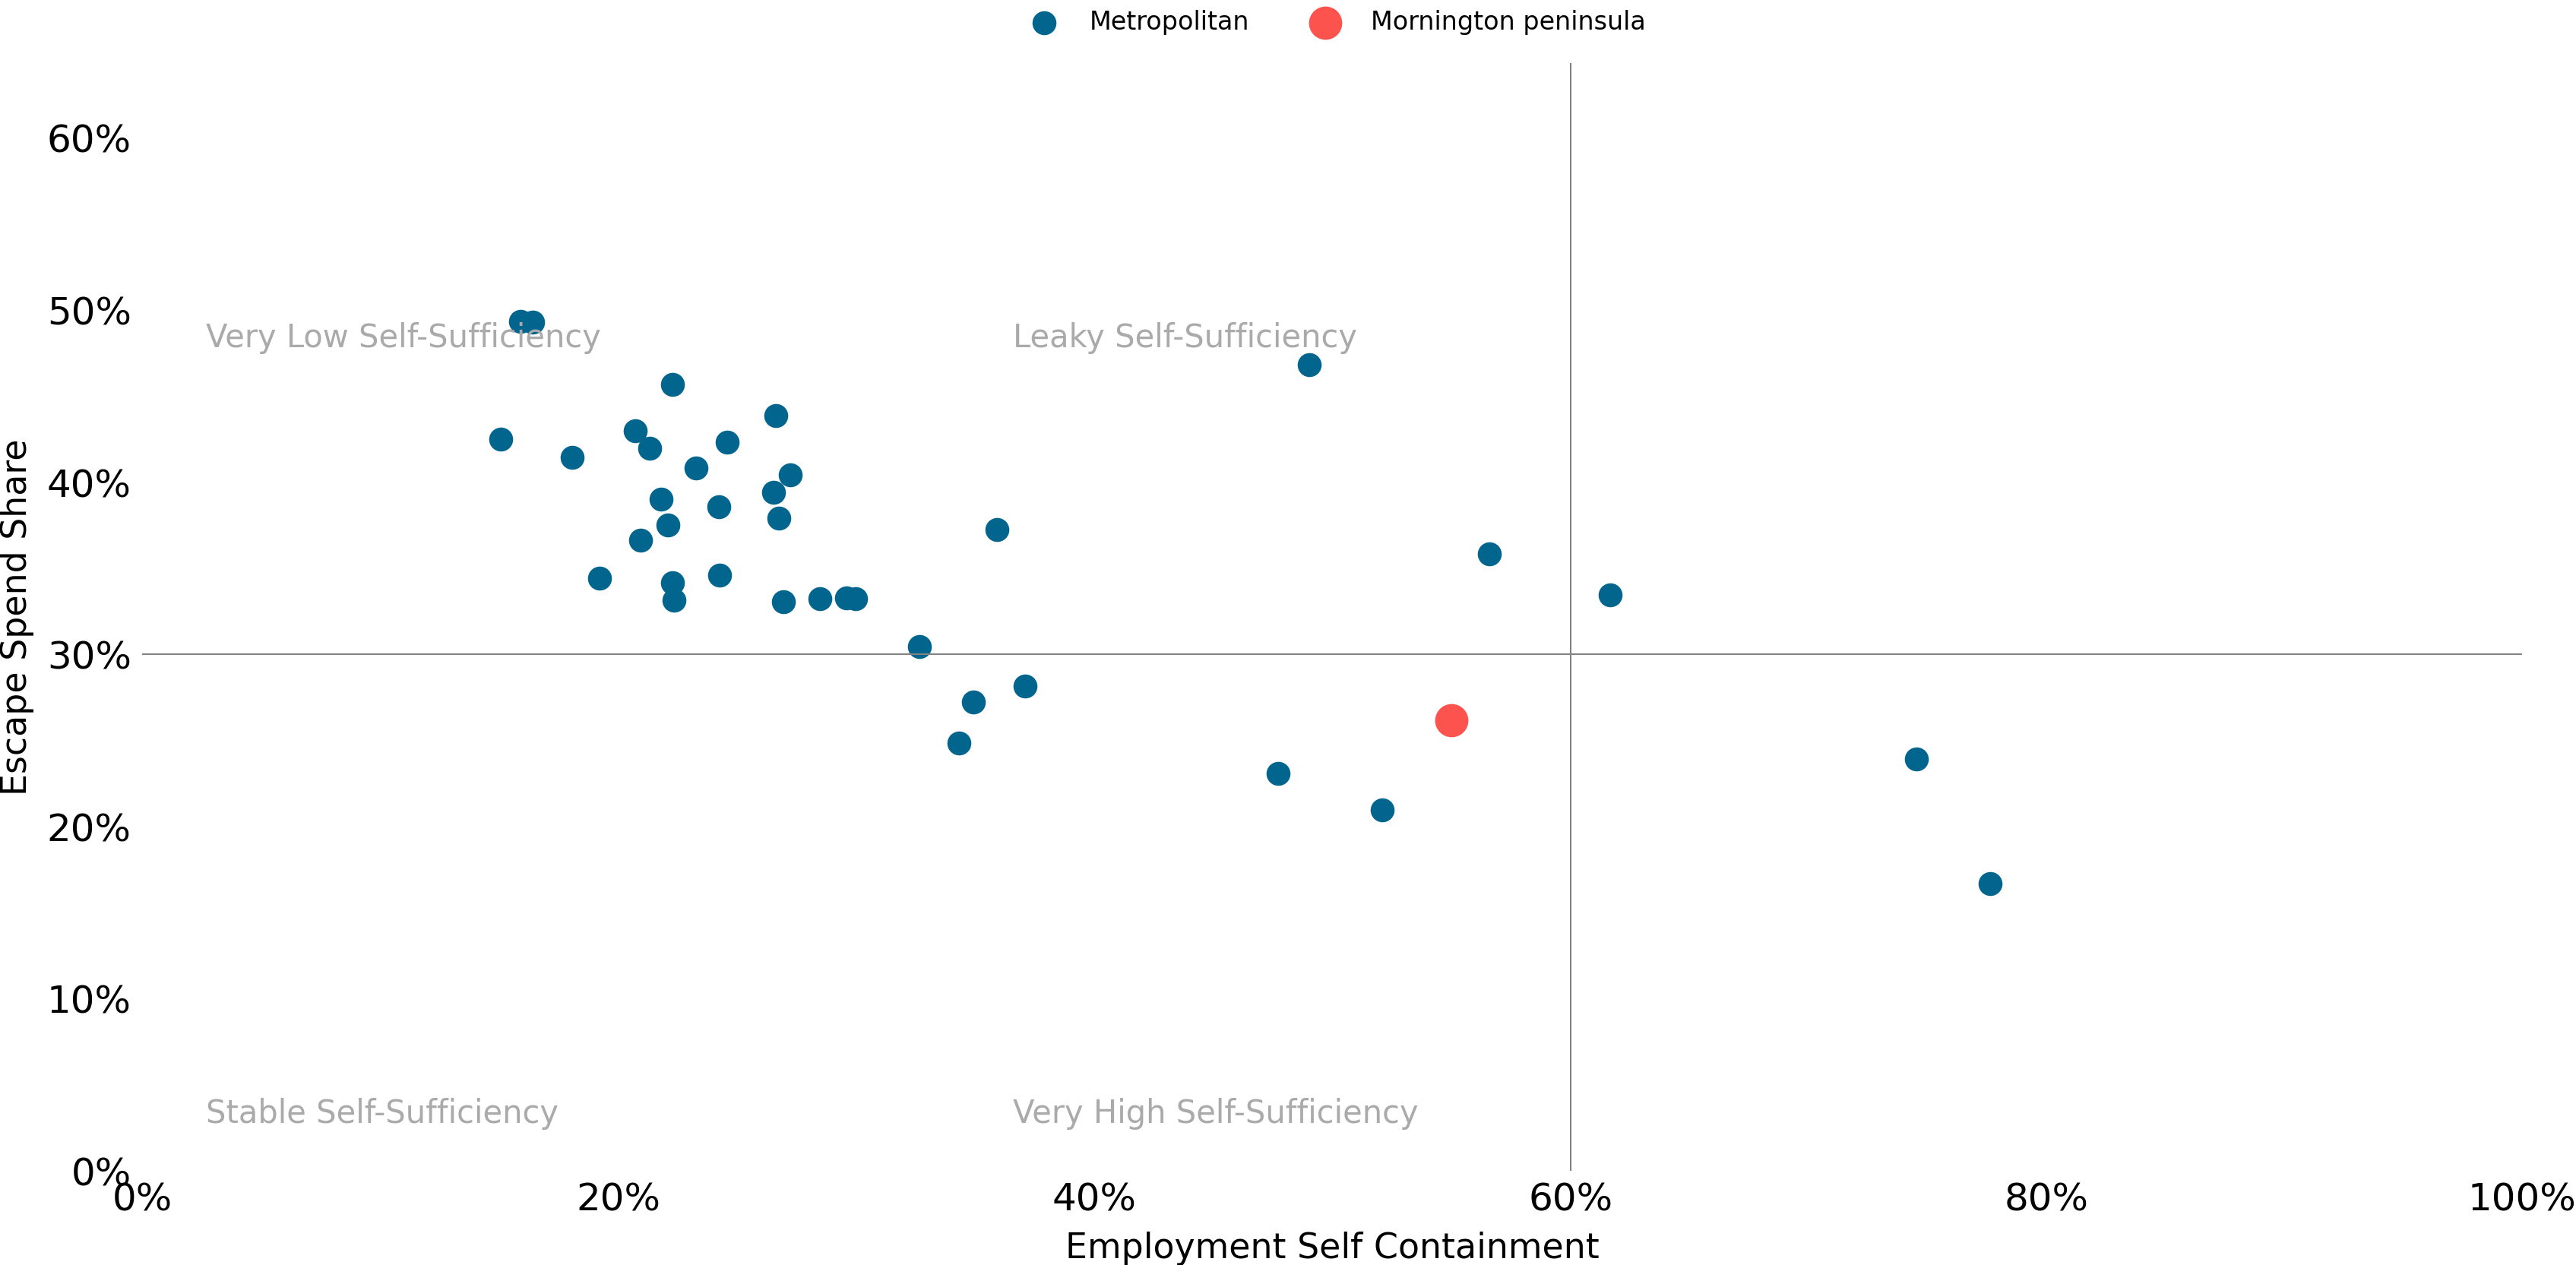 Metropolitan
Mornington peninsula
60%
50%
40%
30%
20%
10%
0%
Escape Spend Share
Very Low Self-Sufficiency
Leaky Self-Sufficiency
Stable Self-Sufficiency
Very High Self-Sufficiency
0%
20%
40%
60%
80%
100%
Employment Self Containment